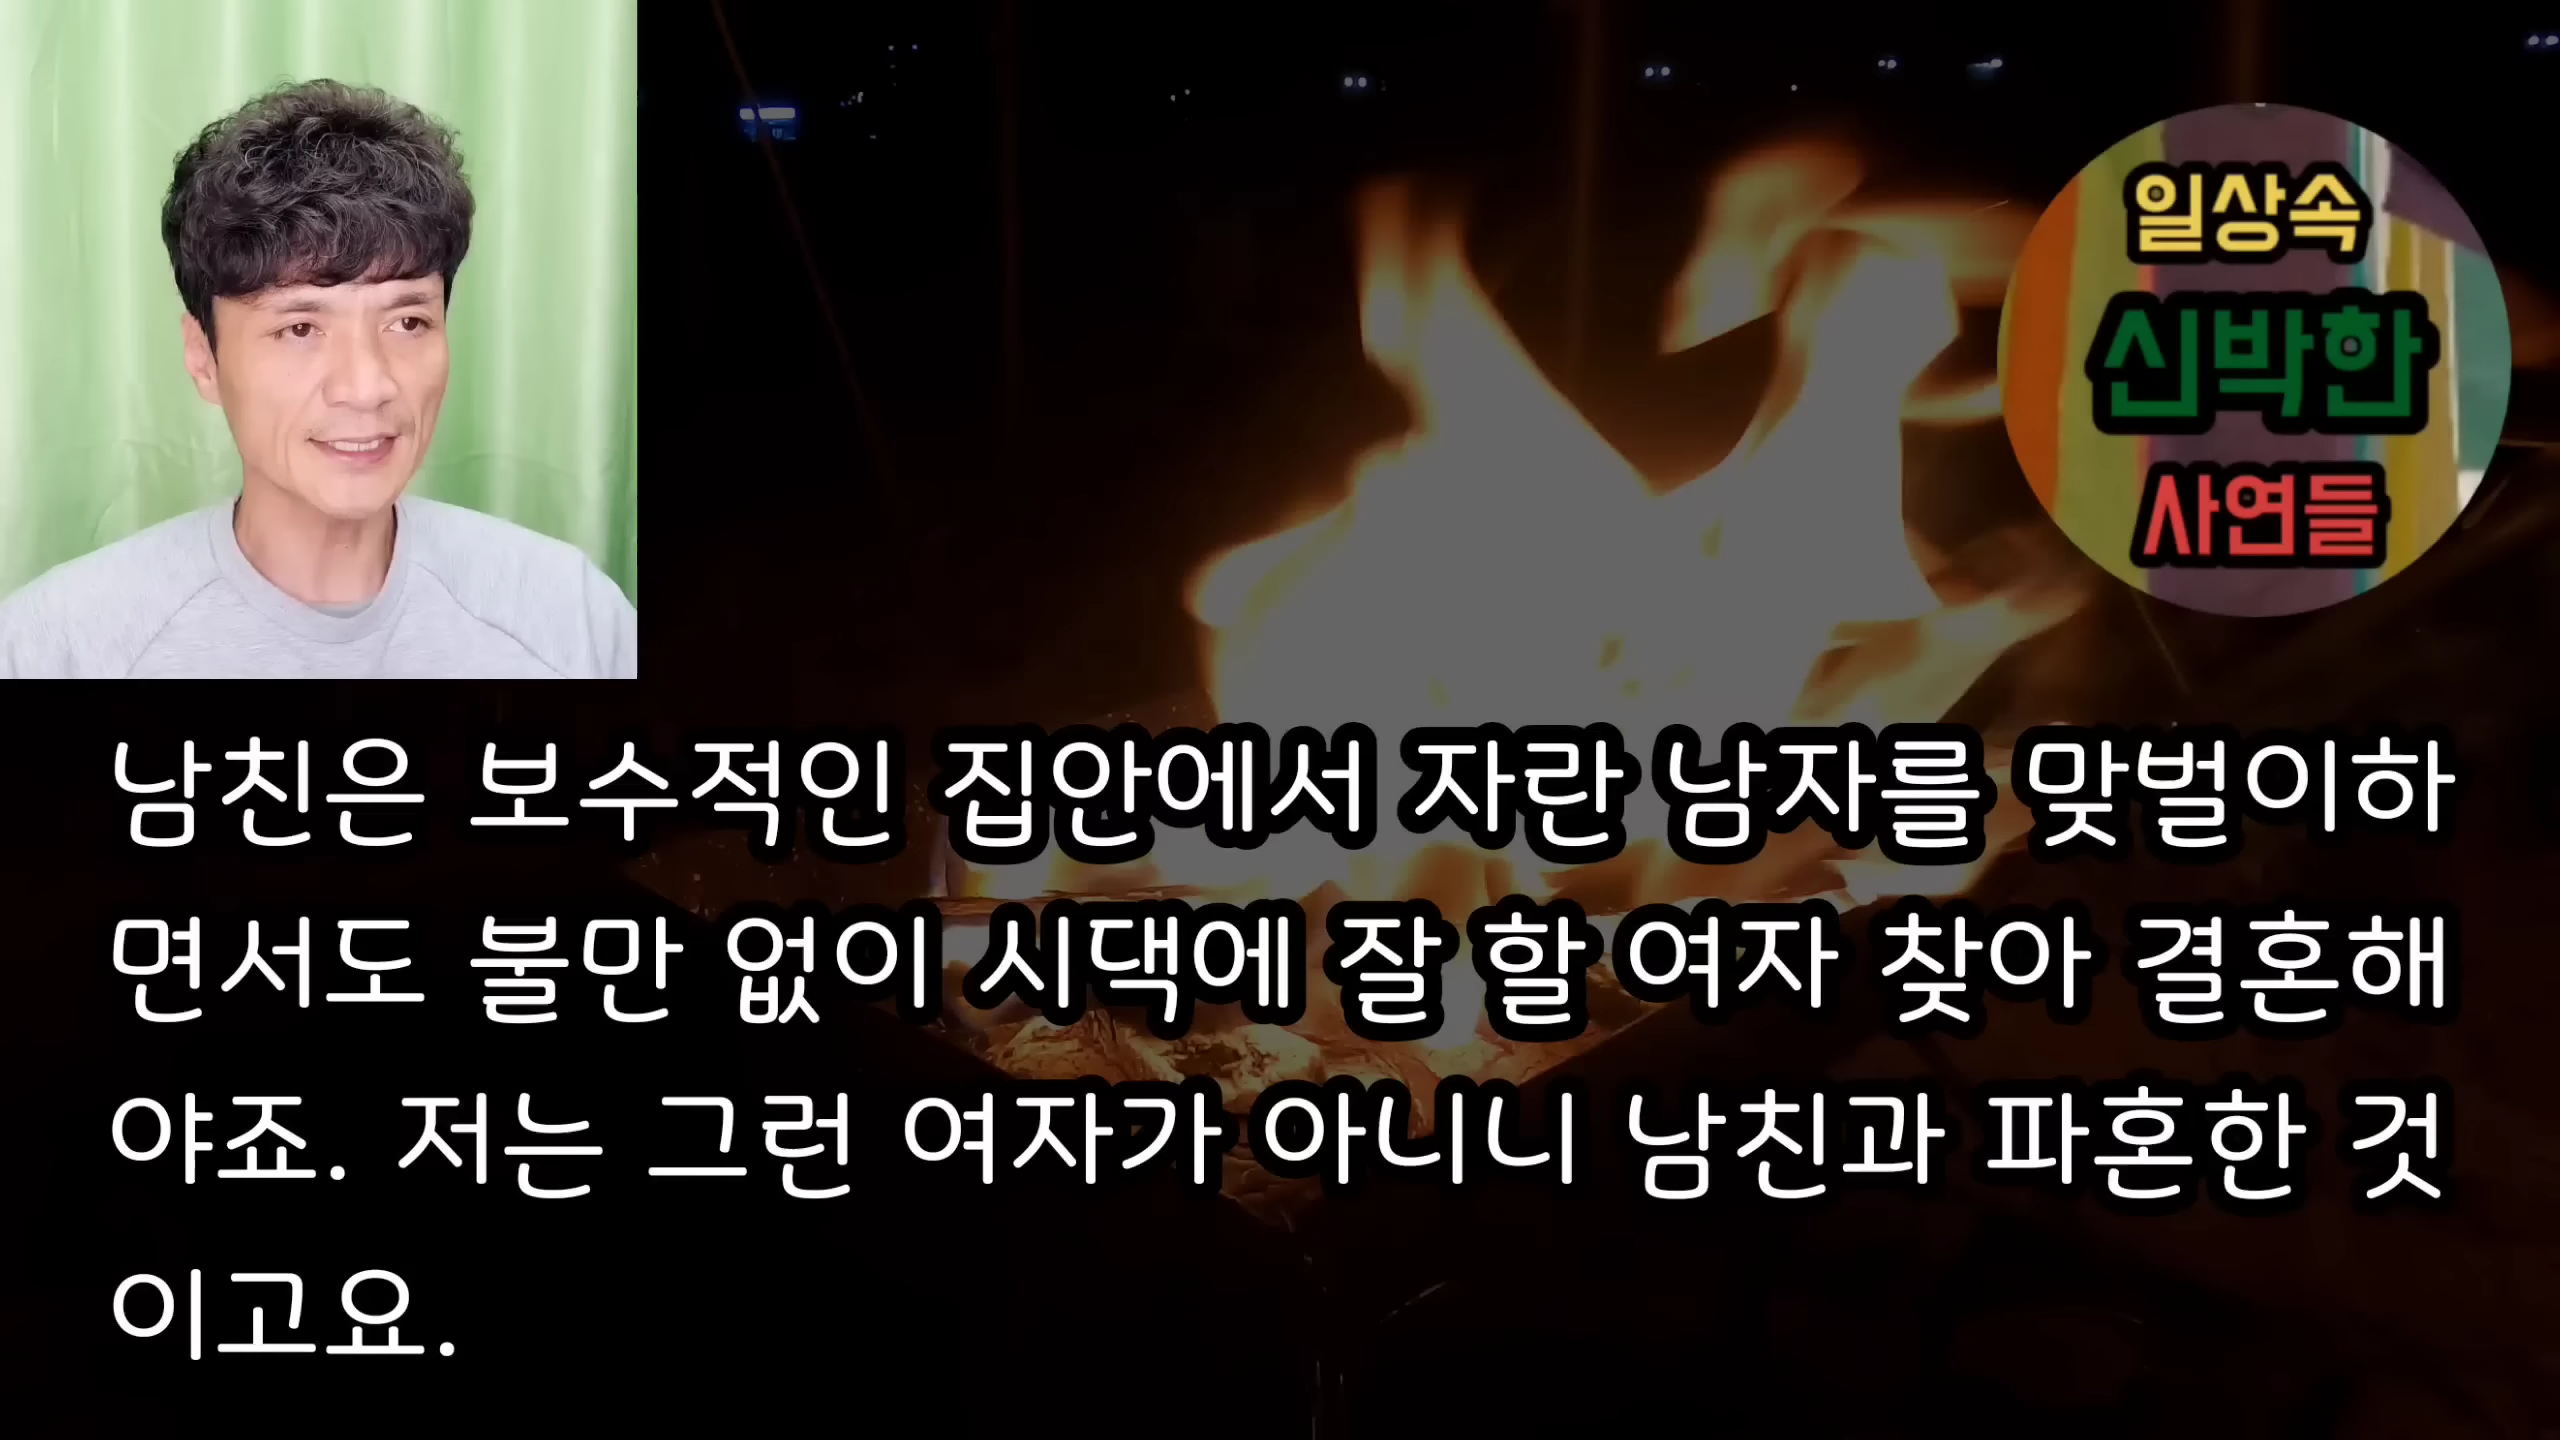 일상속
신박한
사연들
남친은 보수적인 집안에서 자란 남자를 맞벌이하
면서도 불만 없이 시댁에 잘 할 여자 찾아 결혼해
야죠. 저는 그런 여자가 아니니 남친과 파혼한 것
이고요.